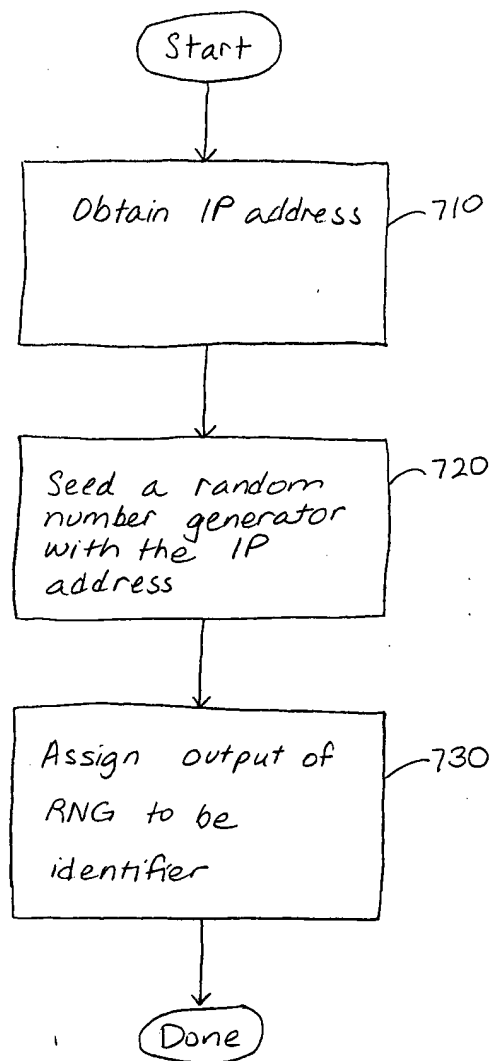 Start
Obtain IP address
710
Seed a random
number generator
with the IP
address
720
Assign output of
RNG to be
identifier
730
Done